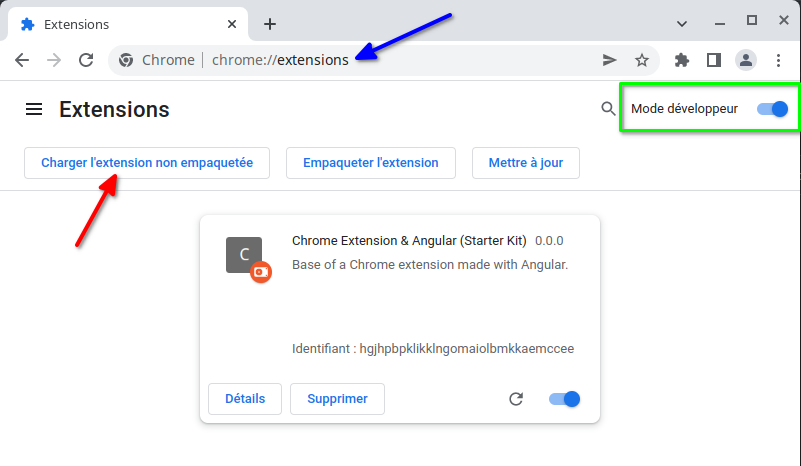 Extensions
Chrome chrome://extensions
Extensions
Mode développeur
Charger l'extension non empaquetée
Empaqueter l'extension
Mettre à jour
C
Chrome Extension & Angular (Starter Kit) 0.0.0
Base of a Chrome extension made with Angular.
Identifiant : hgjhpbpklikklngomaiolbmkkaemccee
Détails
Supprimer